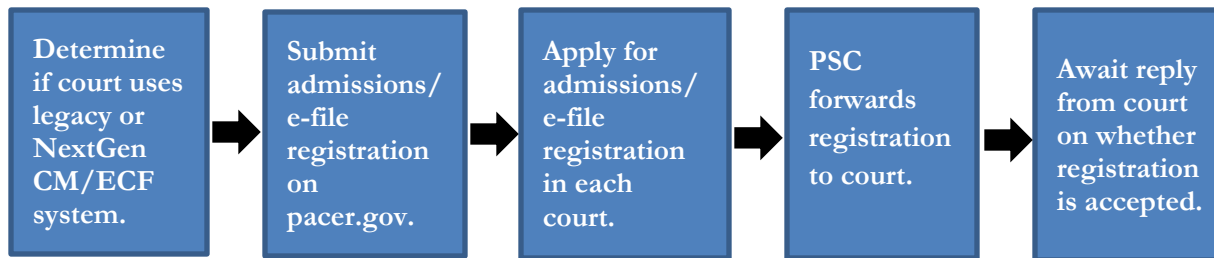 Determine
if court uses
legacy or
NextGen
CM/ECF
system.
Submit
admissions/
e-file
registration
on
pacer.gov.
Apply for
admissions/
e-file
registration
in each
court.
PSC
forwards
registration
to court.
Await reply
from court
on whether
registration
is accepted.